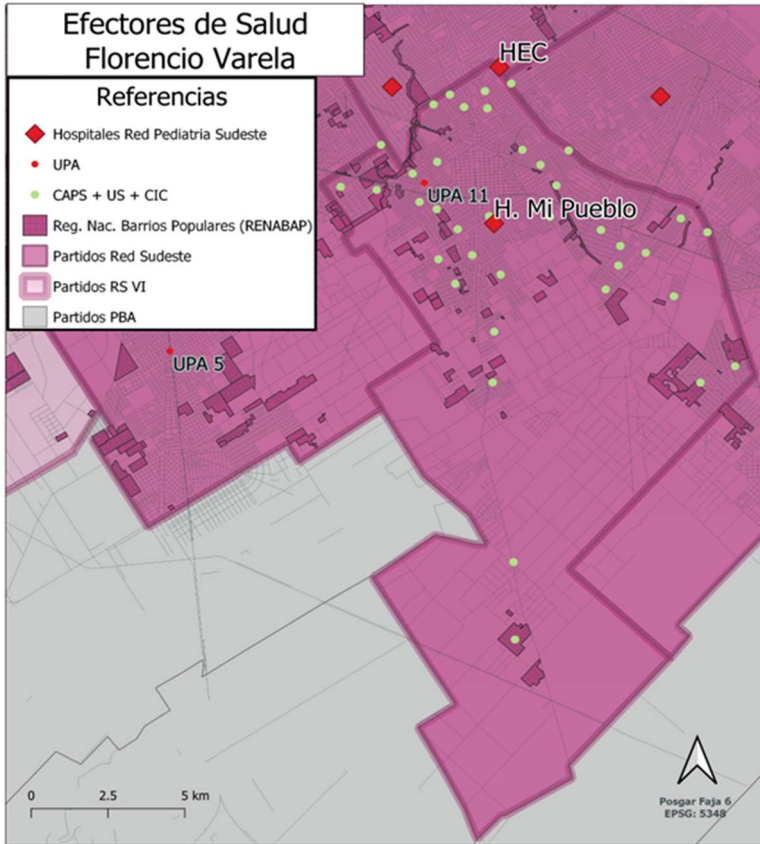 Efectores de Salud
Florencio Varela
Referencias
Hospitales Red Pediatria Sudeste
UPA
CAPS + US + CIC
Reg. Nac. Barrios Populares (RENABAP)
Partidos Red Sudeste
Partidos RS VI
Partidos PBA
HEC
UPA 11
H. Mi Pueblo
UPA 5
0 2.5 5 km
Posgar Faja 6
EPSG: 5348